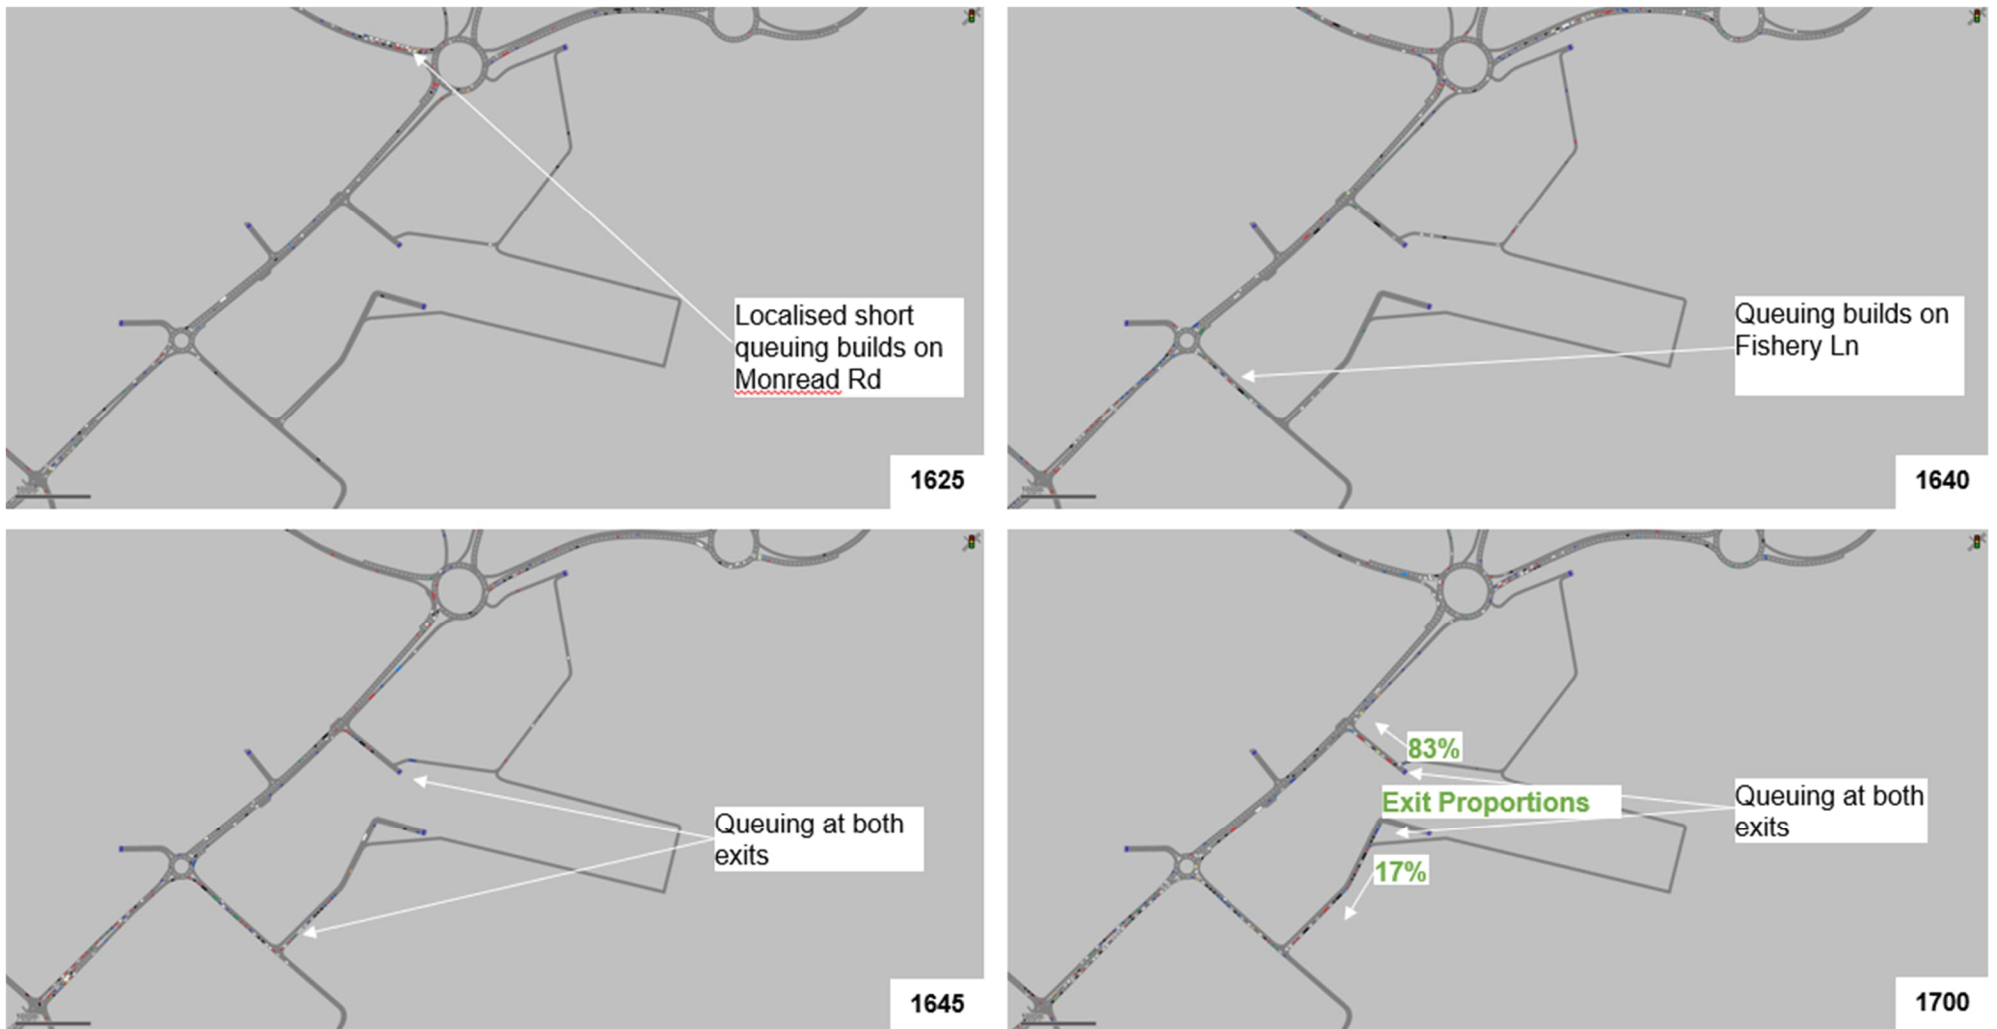 Localised short
queuing builds on
Monread Rd
1625
Queuing builds on
Fishery Ln
1640
Queuing at both
exits
1645
83%
Exit Proportions
Queuing at both
exits
17%
1700